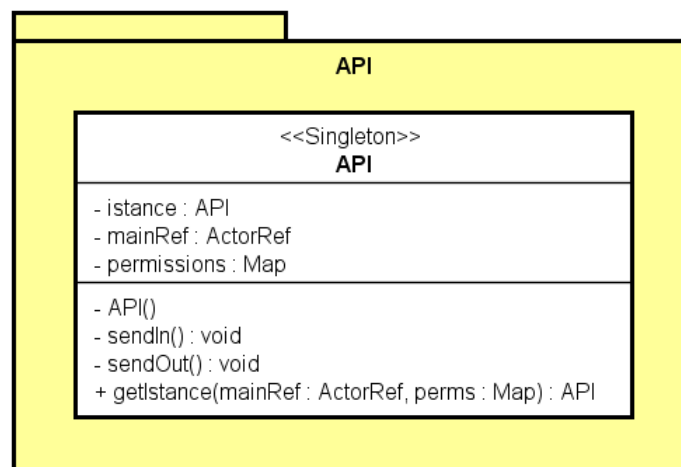 API
<<Singleton>>
API
- istance : API
- mainRef : ActorRef
- permissions : Map
- API()
- sendIn() : void
- sendOut() : void
+ getIstance(mainRef : ActorRef, perms : Map) : API